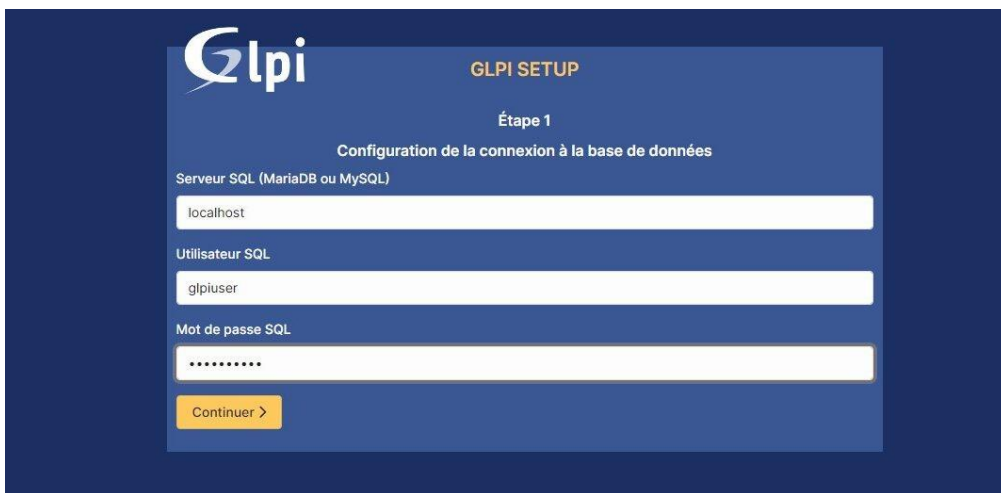 Glpi
GLPI SETUP
Étape 1
Configuration de la connexion à la base de données
Serveur SQL (MariaDB ou MySQL)
localhost
Utilisateur SQL
glpiuser
Mot de passe SQL
••••••••••
Continuer >